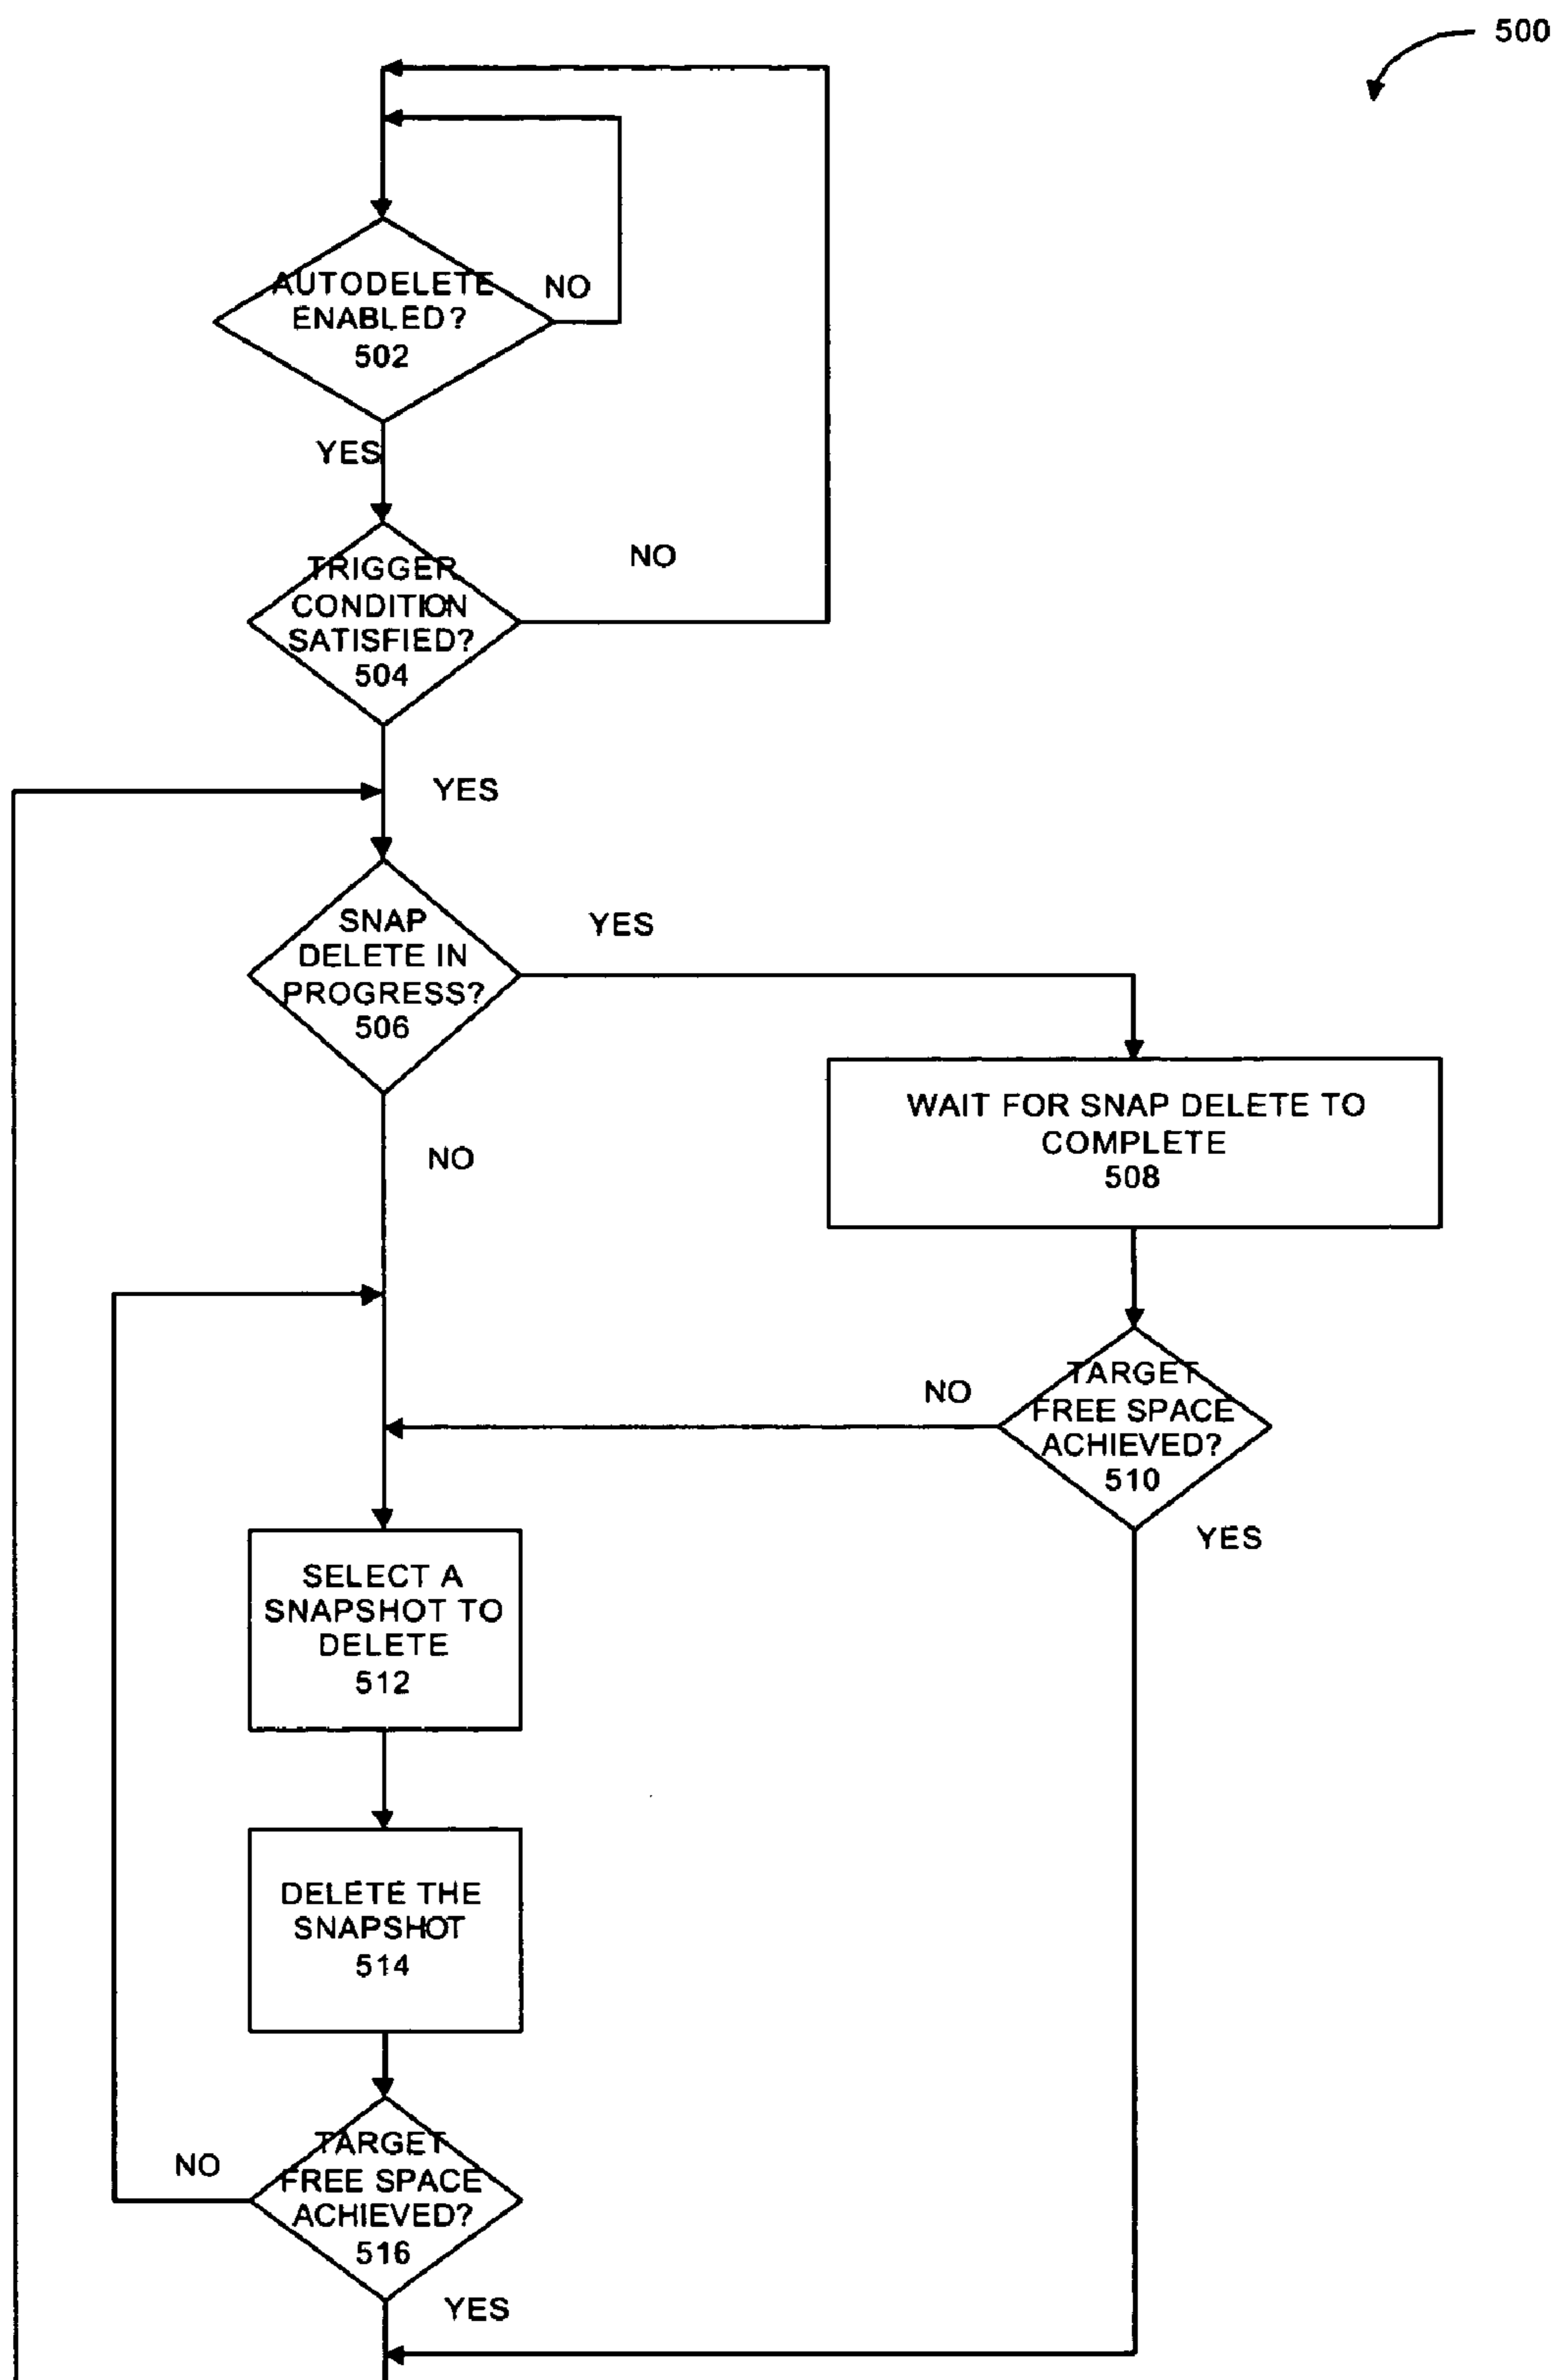 500
AUTODELETE
ENABLED?
502
NO
YES
TRIGGER
CONDITION
SATISFIED?
504
NO
YES
SNAP
DELETE IN
PROGRESS?
506
YES
WAIT FOR SNAP DELETE TO
COMPLETE
508
NO
TARGET
FREE SPACE
ACHIEVED?
510
NO
YES
SELECT A
SNAPSHOT TO
DELETE
512
DELETE THE
SNAPSHOT
514
TARGET
FREE SPACE
ACHIEVED?
516
NO
YES